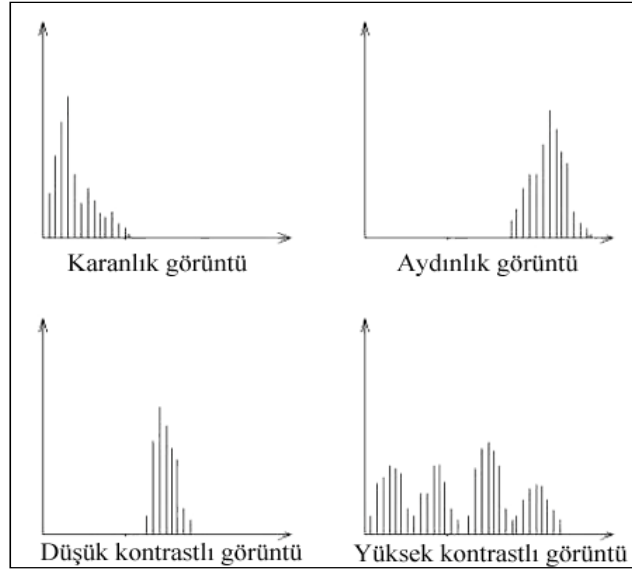 Karanlık görüntü
Aydınlık görüntü
Düşük kontrastlı görüntü
Yüksek kontrastlı görüntü